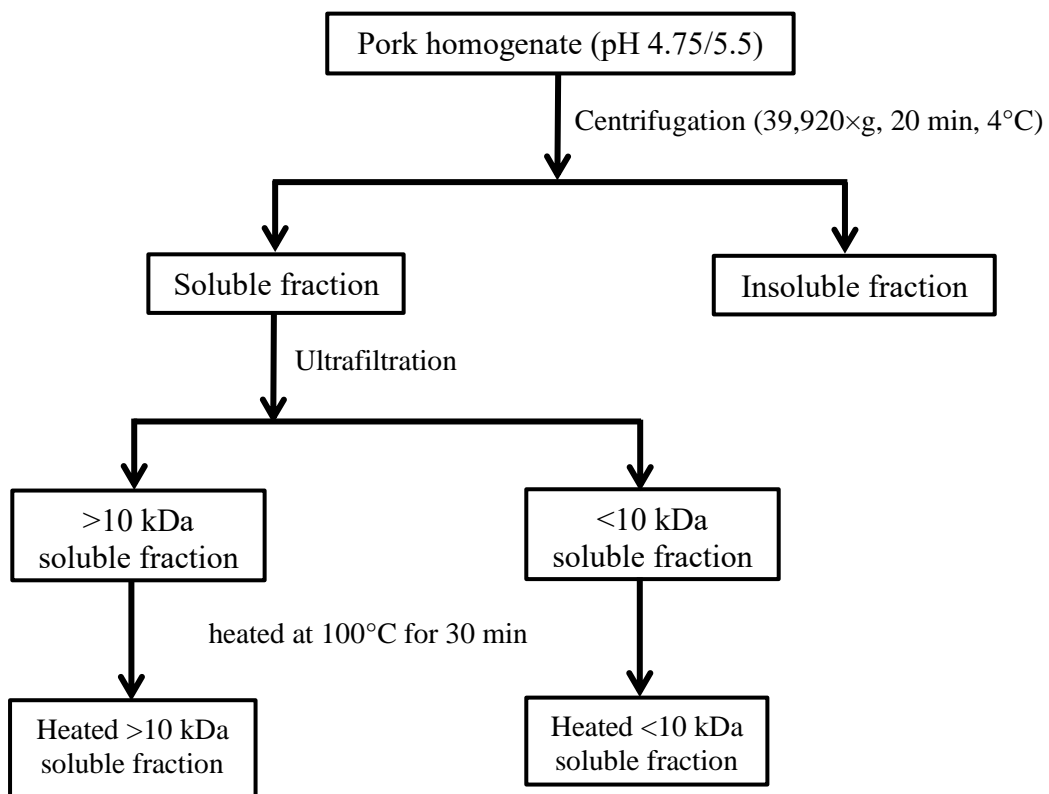 Pork homogenate (pH 4.75/5.5)
Centrifugation (39,920×g, 20 min, 4°C)
Soluble fraction
Insoluble fraction
Ultrafiltration
>10 kDa
soluble fraction
<10 kDa
soluble fraction
heated at 100°C for 30 min
Heated >10 kDa
soluble fraction
Heated <10 kDa
soluble fraction